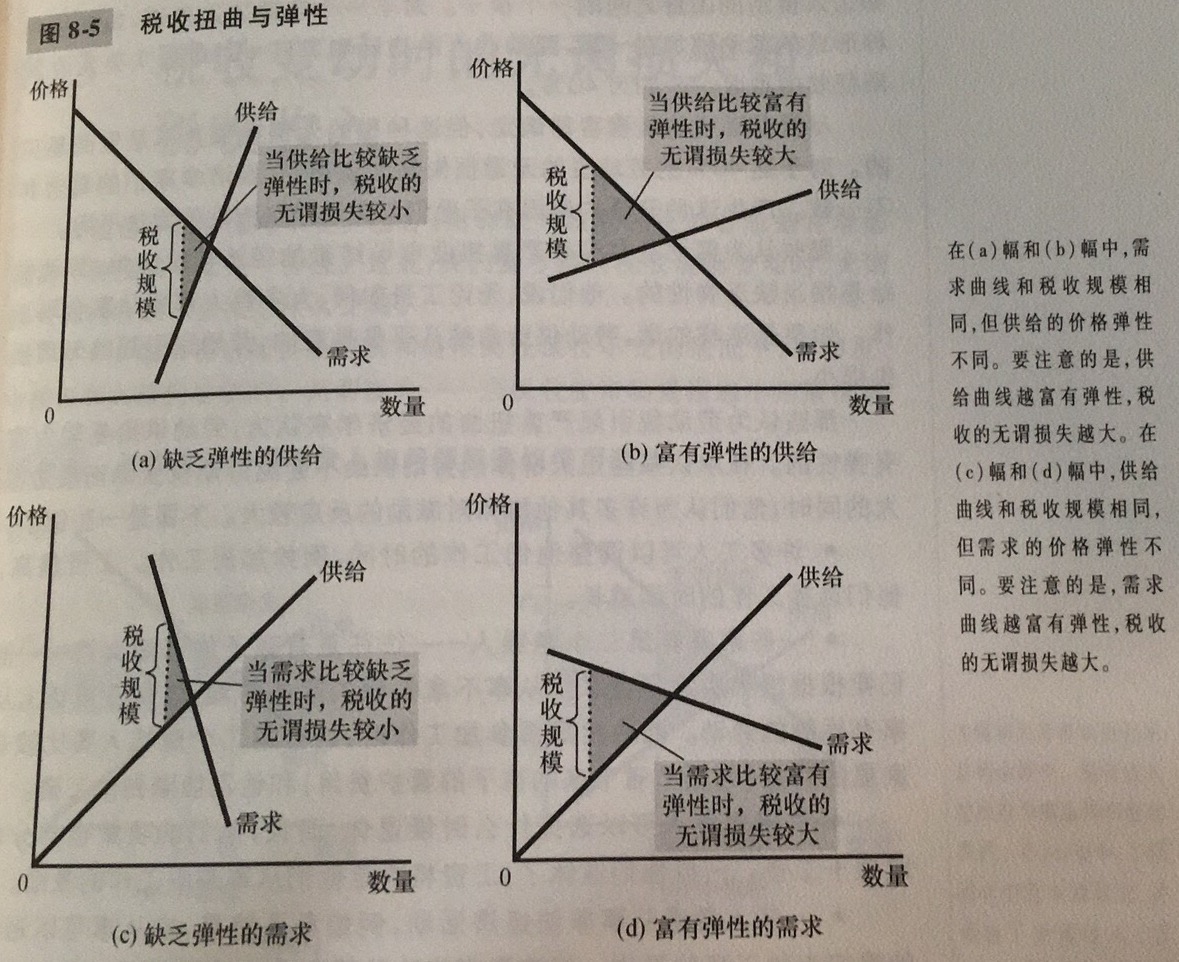 图 8-5 税收扭曲与弹性
价格
供给
当供给比较缺乏
弹性时，税收的
无谓损失较小
税收规模
需求
0
数量
(a) 缺乏弹性的供给
价格
当供给比较富有
弹性时，税收的
无谓损失较大
税收规模
供给
需求
0
数量
(b) 富有弹性的供给
价格
供给
税收规模
当需求比较缺乏
弹性时，税收的
无谓损失较小
需求
0
数量
(c) 缺乏弹性的需求
价格
供给
税收规模
需求
当需求比较富有
弹性时，税收的
无谓损失较大
0
数量
(d) 富有弹性的需求
在(a)幅和(b)幅中，需
求曲线和税收规模相
同，但供给的价格弹性
不同。要注意的是，供
给曲线越富有弹性，税
收的无谓损失越大。在
(c)幅和(d)幅中，供给
曲线和税收规模相同，
但需求的价格弹性不
同。要注意的是，需求
曲线越富有弹性，税收
的无谓损失越大。